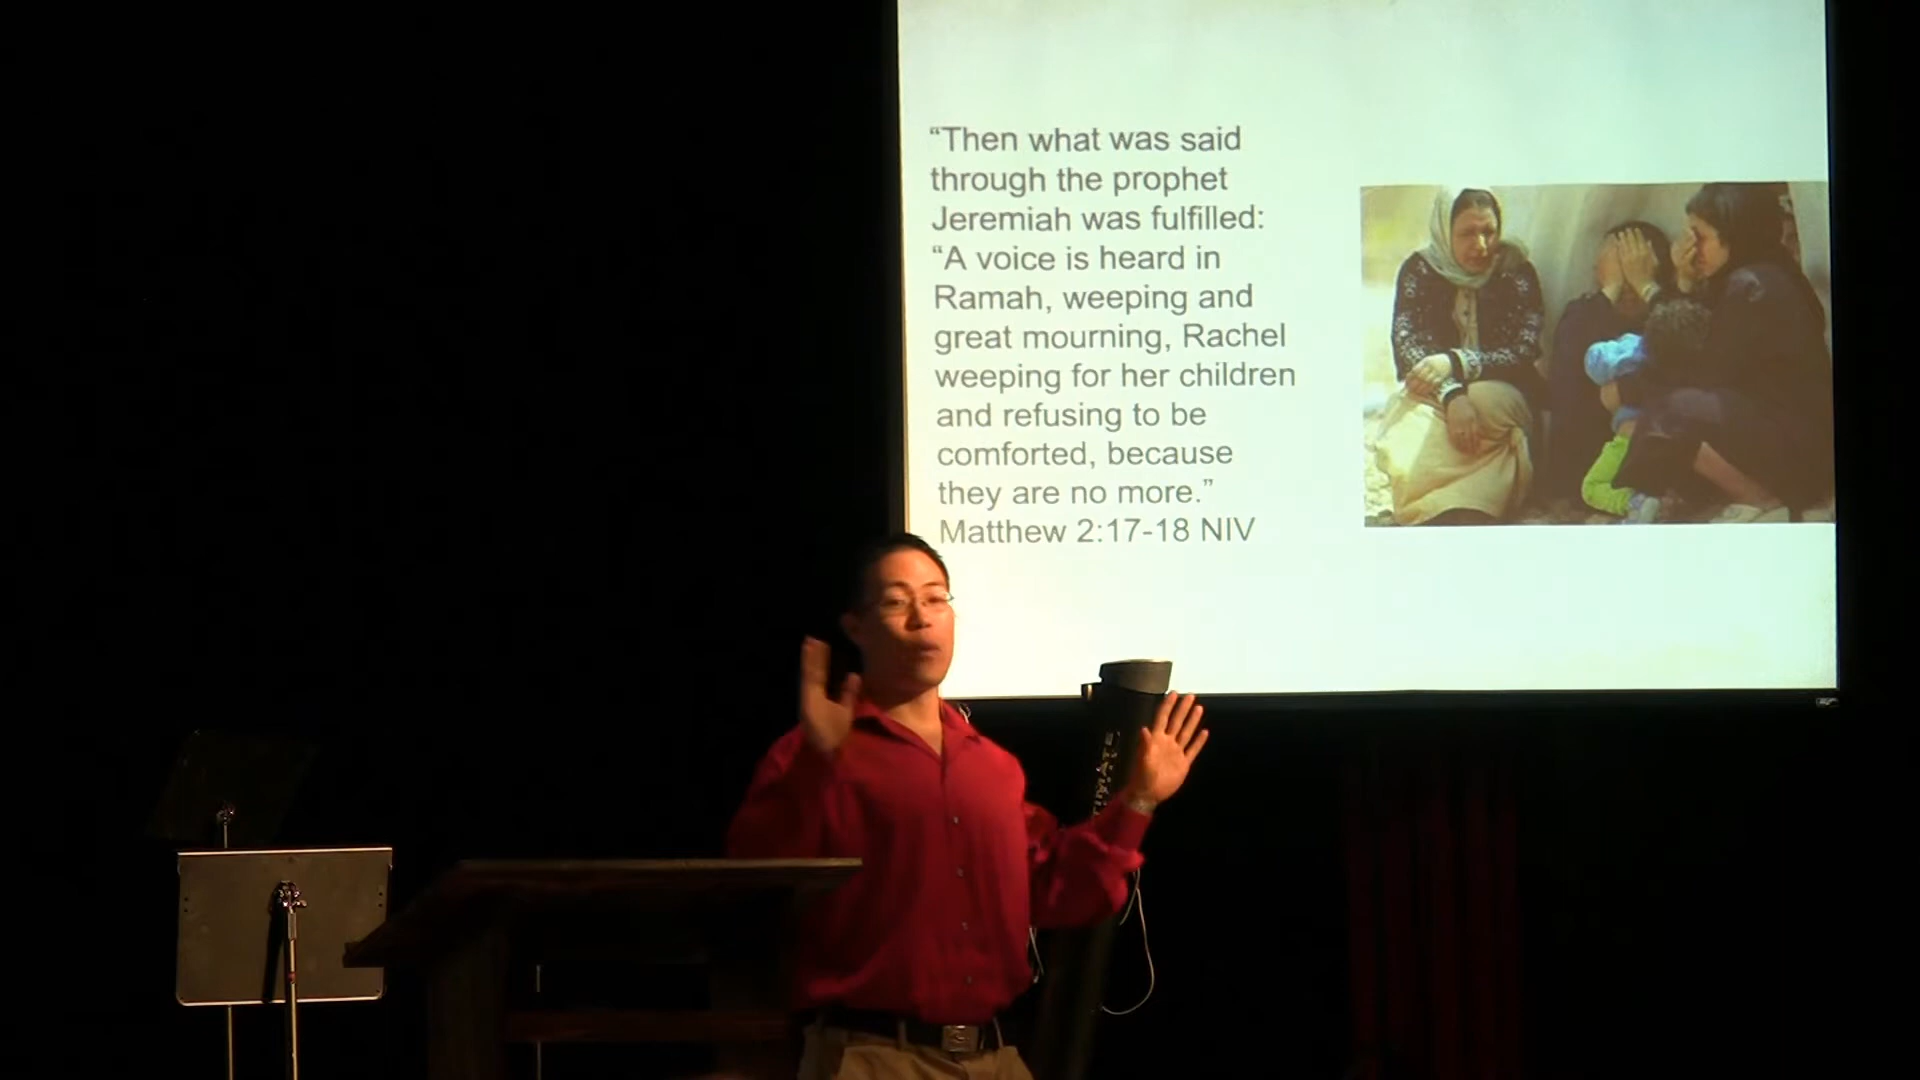 “Then what was said
through the prophet
Jeremiah was fulfilled:
“A voice is heard in
Ramah, weeping and
great mourning, Rachel
weeping for her children
and refusing to be
comforted, because
they are no more.”
Matthew 2:17-18 NIV